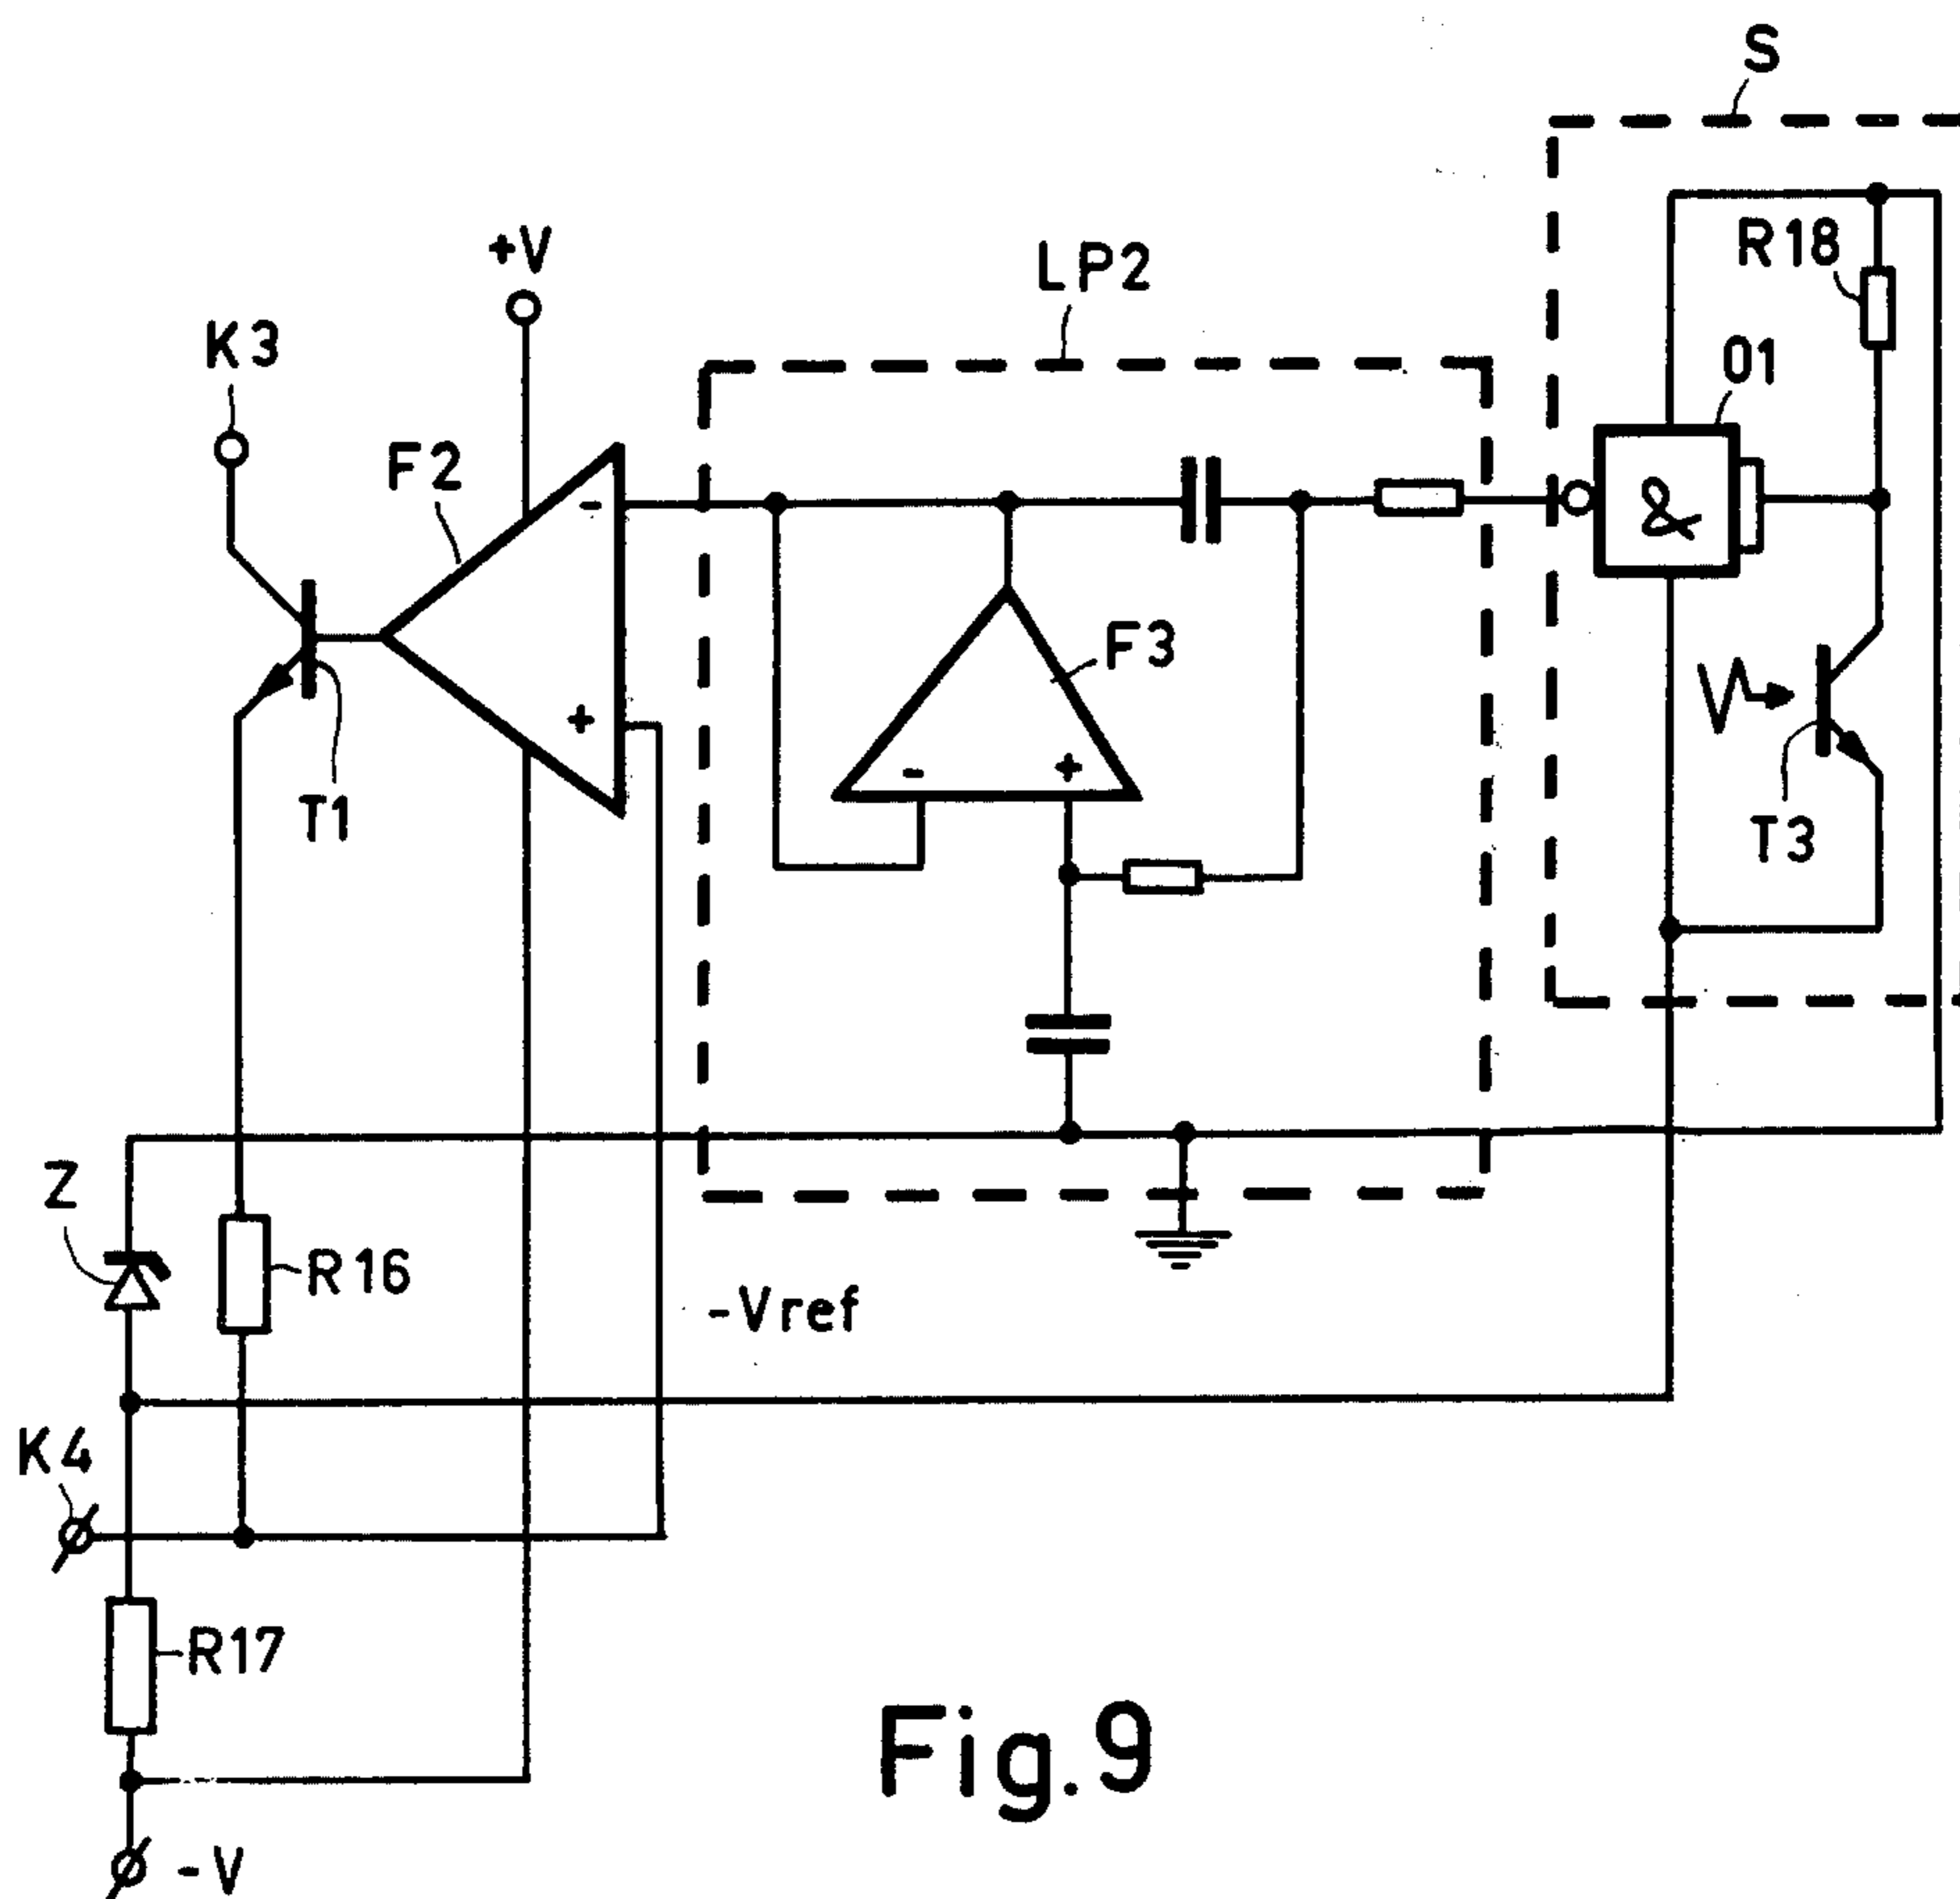 S
+V
LP2
R18
K3
01
F2
-
&
F3
+
-
+
T1
T3
Z
R16
-Vref
K4
R17
-V
Fig.9